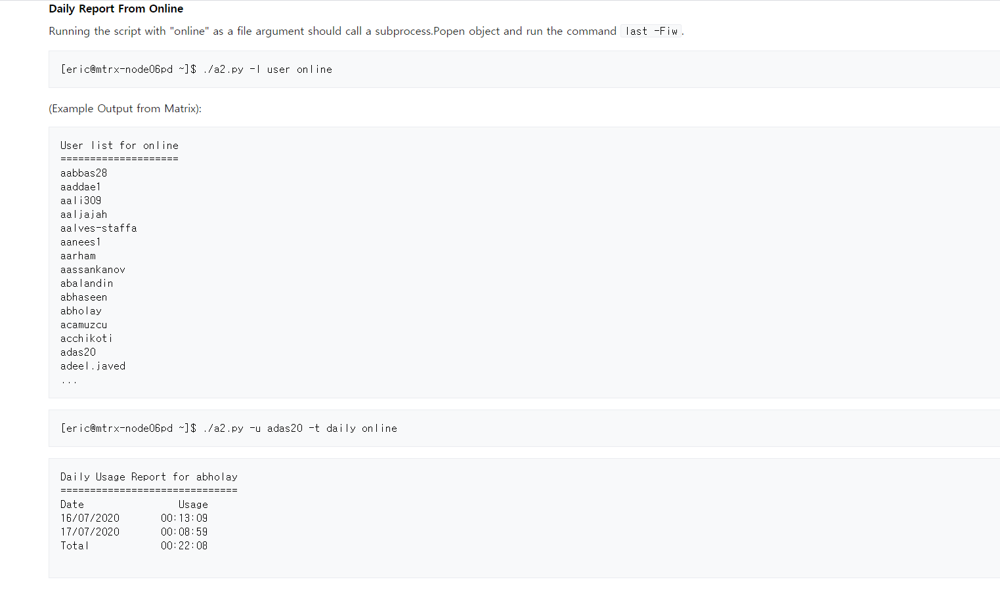 Daily Report From Online
Running the script with "online" as a file argument should call a subprocess.Popen object and run the command last -Fiw.
[eric@mtrx-node06pd ~]$ ./a2.py -l user online
(Example Output from Matrix):
User list for online
====================
aabbas28
aaddae1
aali309
aaljajah
aalves-staffa
aanees1
aarham
aassankanov
abalandin
abhaseen
abholay
acamuzcu
acchikoti
adas20
adeel.javed
...
[eric@mtrx-node06pd ~]$ ./a2.py -u adas20 -t daily online
Daily Usage Report for abholay
==============================
Date                Usage
16/07/2020       00:13:09
17/07/2020       00:08:59
Total            00:22:08